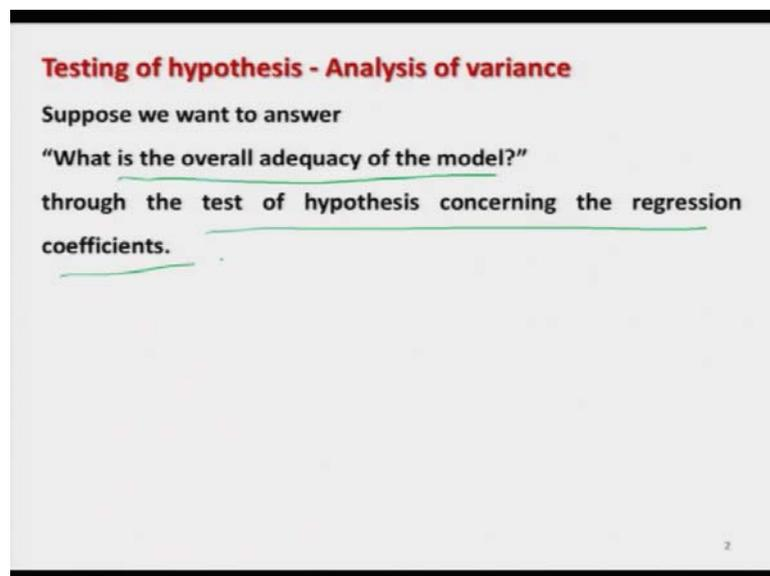 Testing of hypothesis - Analysis of variance
Suppose we want to answer
“What is the overall adequacy of the model?”
through the test of hypothesis concerning the regression
coefficients.
2